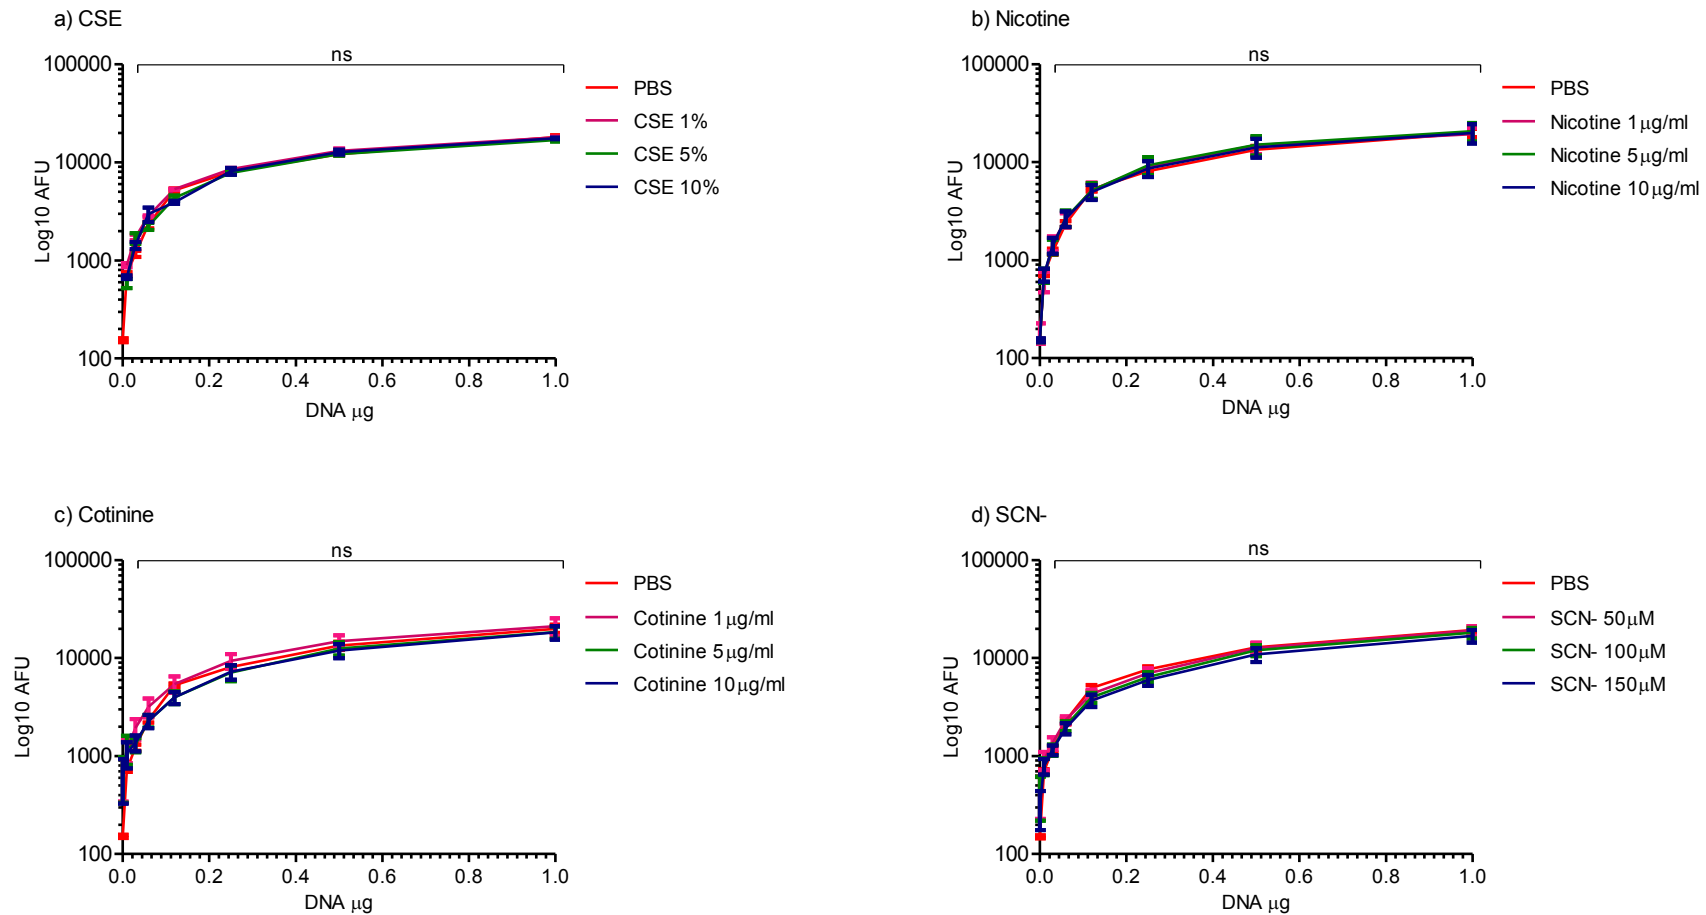 a) CSE
ns
100000
10000
1000
100
Log10 AFU
0.0 0.2 0.4 0.6 0.8 1.0
DNA μg
PBS
CSE 1%
CSE 5%
CSE 10%
b) Nicotine
ns
100000
10000
1000
100
Log10 AFU
0.0 0.2 0.4 0.6 0.8 1.0
DNA μg
PBS
Nicotine 1μg/ml
Nicotine 5μg/ml
Nicotine 10μg/ml
c) Cotinine
ns
100000
10000
1000
100
Log10 AFU
0.0 0.2 0.4 0.6 0.8 1.0
DNA μg
PBS
Cotinine 1μg/ml
Cotinine 5μg/ml
Cotinine 10μg/ml
d) SCN-
ns
100000
10000
1000
100
Log10 AFU
0.0 0.2 0.4 0.6 0.8 1.0
DNA μg
PBS
SCN- 50μM
SCN- 100μM
SCN- 150μM